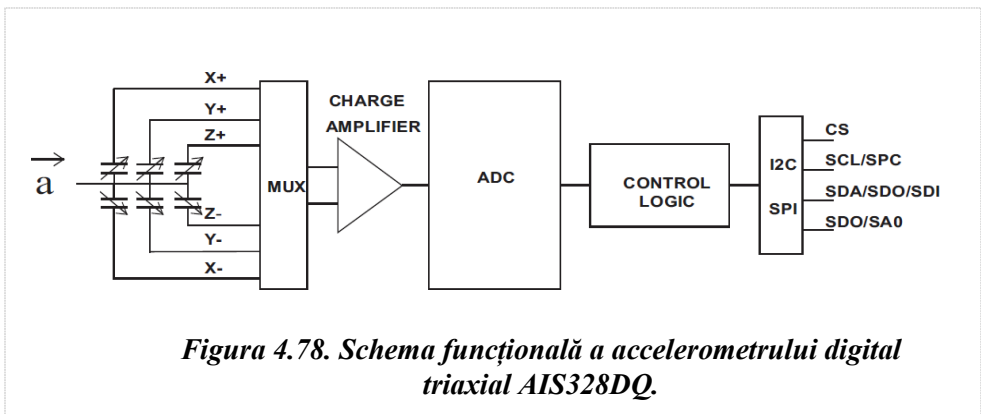 X+
Y+
Z+
a
Z-
Y-
X-
MUX
CHARGE
AMPLIFIER
ADC
CONTROL
LOGIC
I2C
SPI
CS
SCL/SPC
SDA/SDO/SDI
SDO/SA0
Figura 4.78. Schema funcțională a accelerometrului digital
triaxial AIS328DQ.